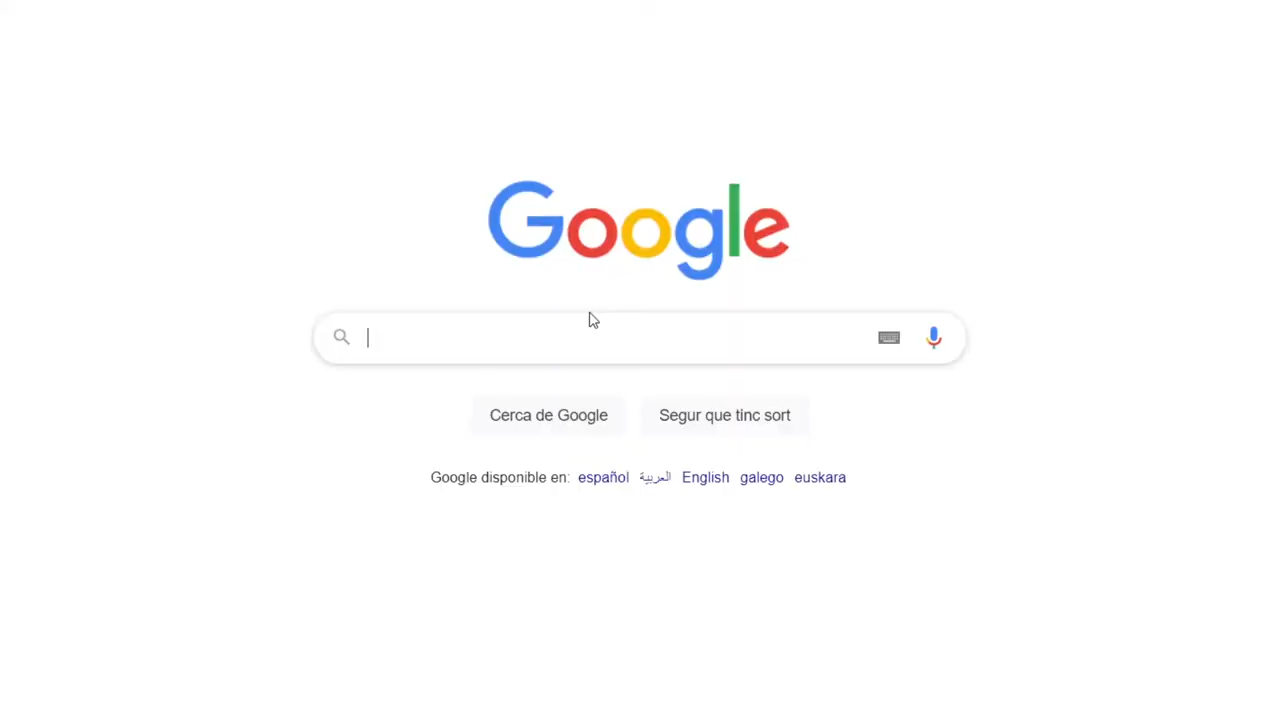 Google
Cerca de Google
Segur que tinc sort
Google disponible en: español العربية English galego euskara